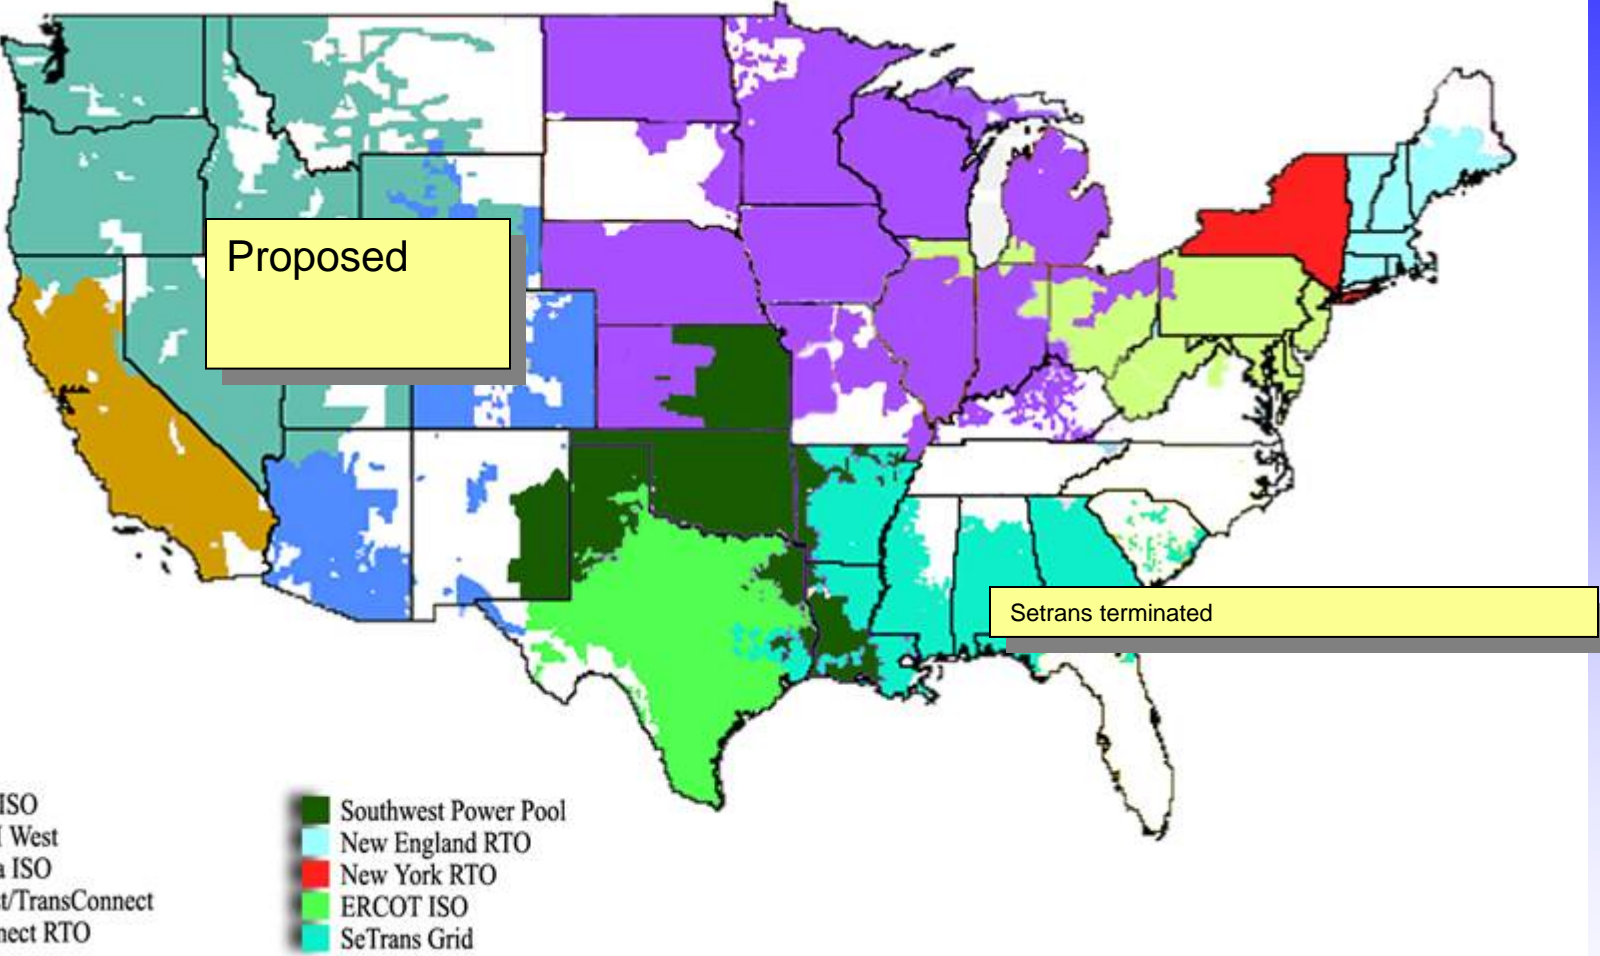 Proposed
Setrans terminated
ISO
West
ISO
/TransConnect
RTO
Southwest Power Pool
New England RTO
New York RTO
ERCOT ISO
SeTrans Grid